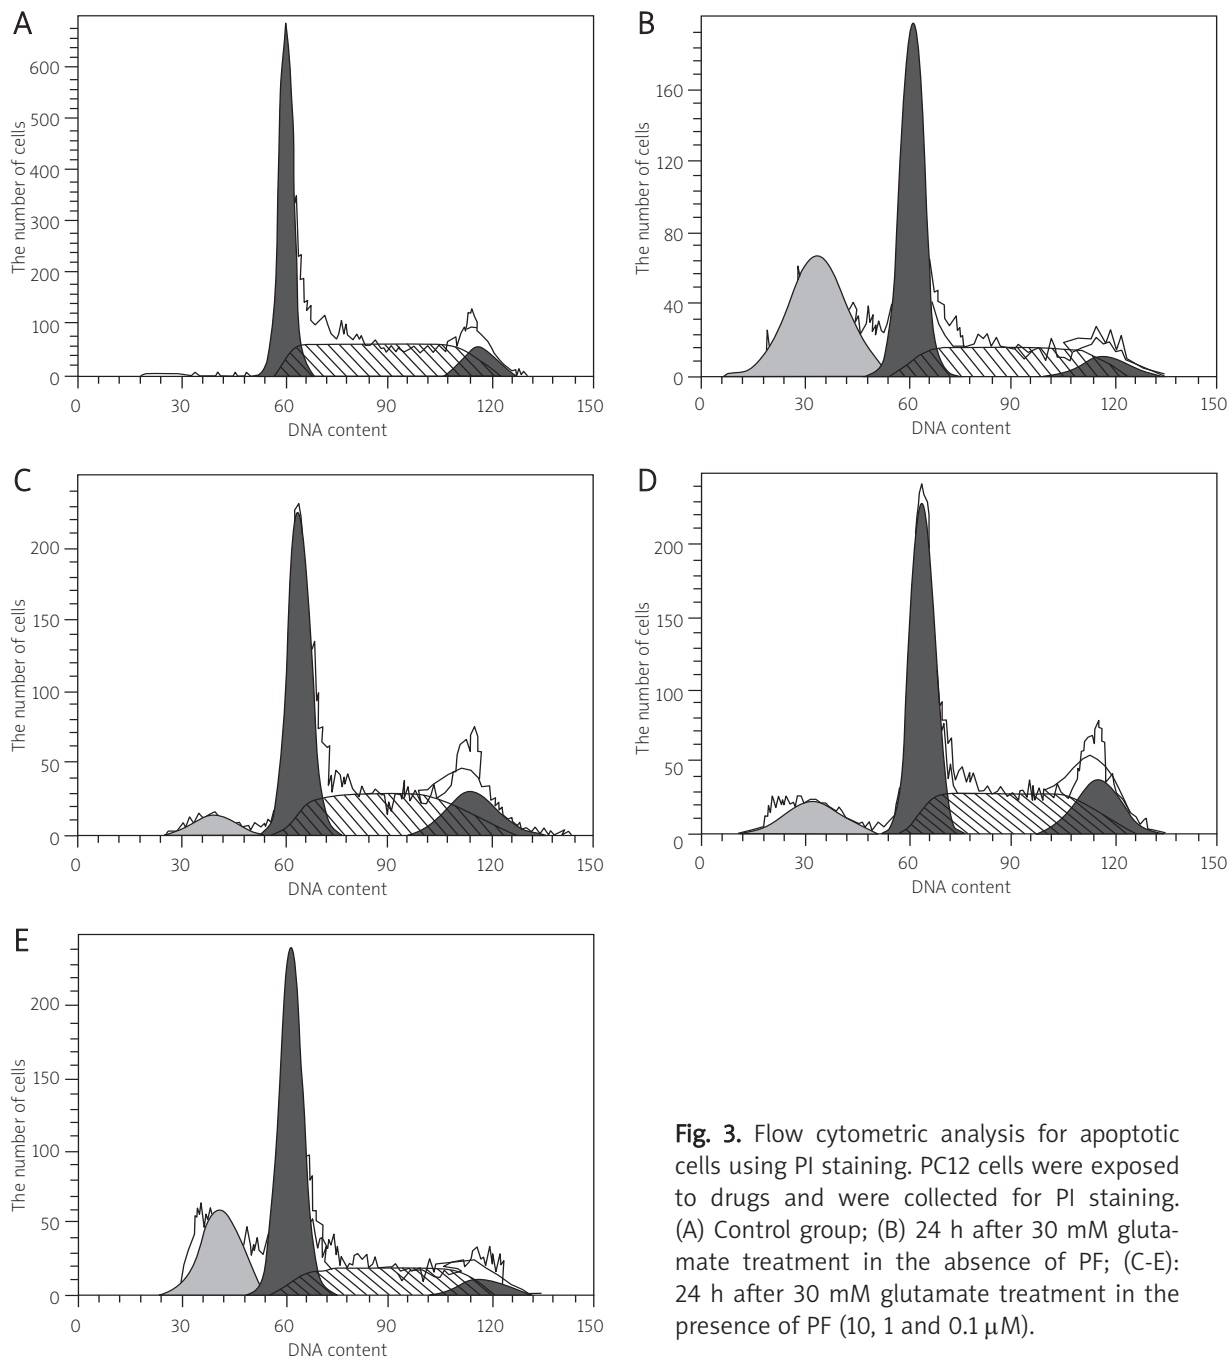 A
B
The number of cells
600
500
400
300
200
100
0
0 30 60 90 120 150
DNA content
The number of cells
160
120
80
40
0
0 30 60 90 120 150
DNA content
C
D
The number of cells
200
150
100
50
0
0 30 60 90 120 150
DNA content
The number of cells
200
150
100
50
0
0 30 60 90 120 150
DNA content
E
The number of cells
200
150
100
50
0
0 30 60 90 120 150
DNA content
Fig. 3. Flow cytometric analysis for apoptotic
cells using PI staining. PC12 cells were exposed
to drugs and were collected for PI staining.
(A) Control group; (B) 24 h after 30 mM gluta-
mate treatment in the absence of PF; (C-E):
24 h after 30 mM glutamate treatment in the
presence of PF (10, 1 and 0.1 μM).